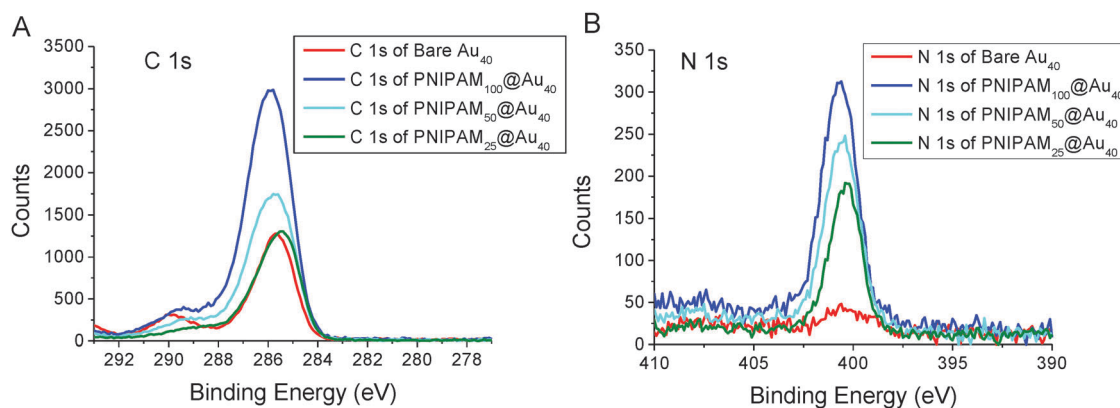 A
C 1s
C 1s of Bare Au₄₀
C 1s of PNIPAM₁₀₀@Au₄₀
C 1s of PNIPAM₅₀@Au₄₀
C 1s of PNIPAM₂₅@Au₄₀
Counts
3500
3000
2500
2000
1500
1000
500
0
292 290 288 286 284 282 280 278
Binding Energy (eV)
B
N 1s
N 1s of Bare Au₄₀
N 1s of PNIPAM₁₀₀@Au₄₀
N 1s of PNIPAM₅₀@Au₄₀
N 1s of PNIPAM₂₅@Au₄₀
Counts
350
300
250
200
150
100
50
0
410 405 400 395 390
Binding Energy (eV)